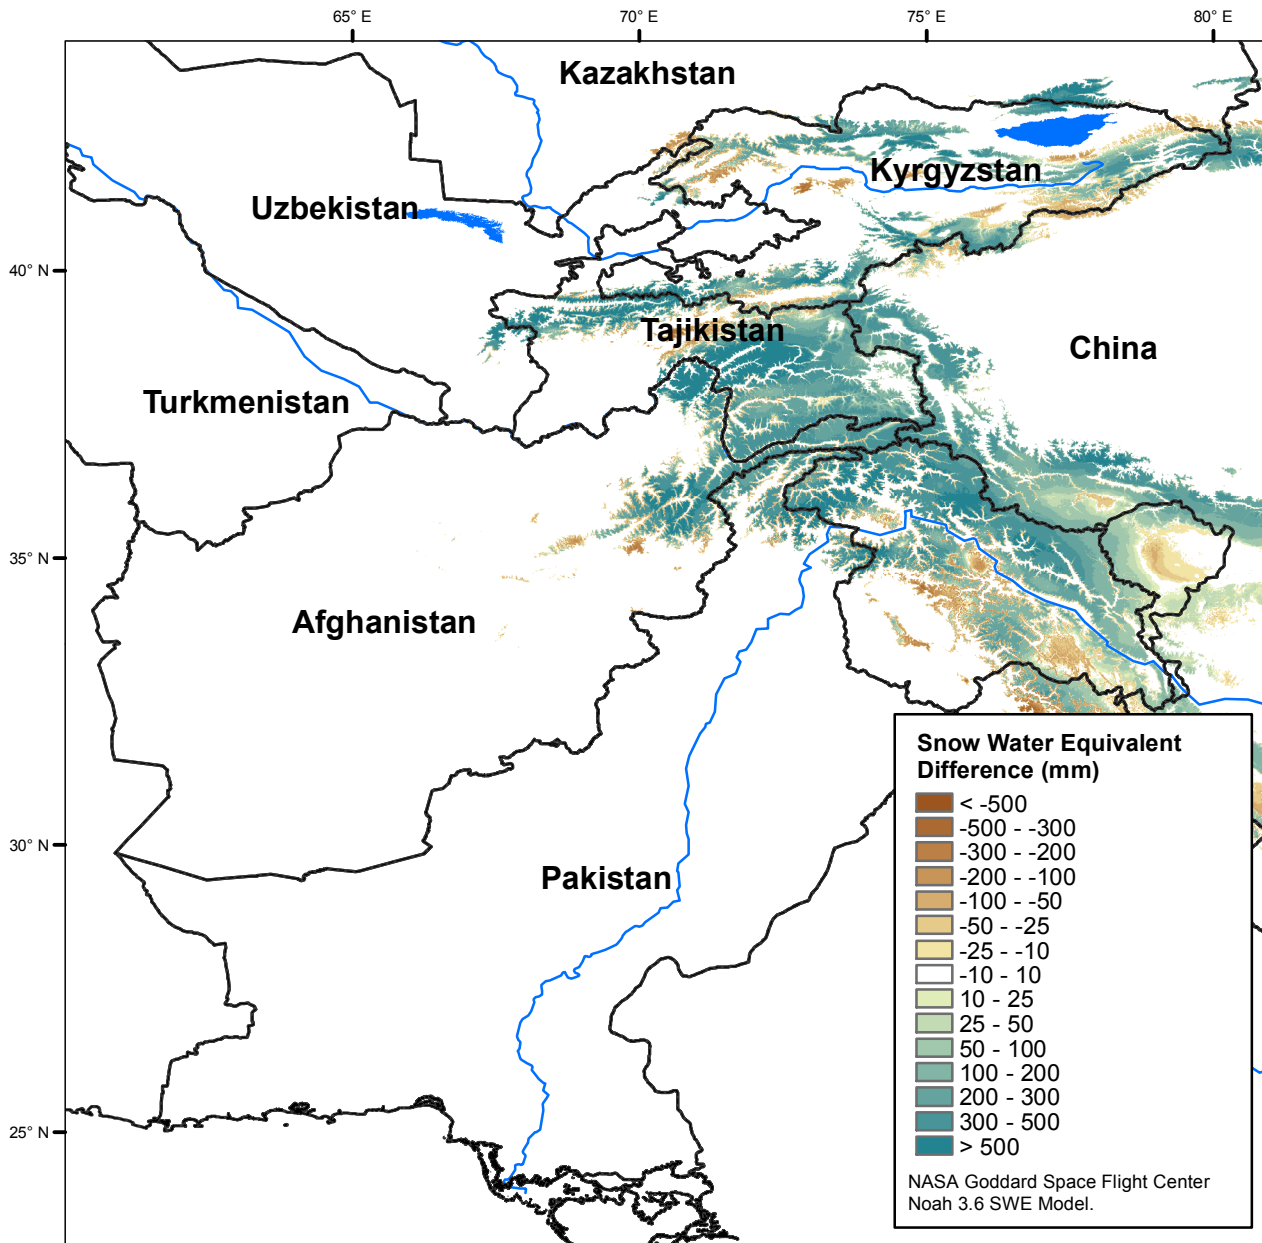 65° E
70° E
75° E
80° E
Kazakhstan
Kyrgyzstan
Uzbekistan
40° N
Tajikistan
China
Turkmenistan
35° N
Afghanistan
30° N
Pakistan
25° N
Snow Water Equivalent
Difference (mm)
< -500
-500 - -300
-300 - -200
-200 - -100
-100 - -50
-50 - -25
-25 - -10
-10 - 10
10 - 25
25 - 50
50 - 100
100 - 200
200 - 300
300 - 500
> 500
NASA Goddard Space Flight Center
Noah 3.6 SWE Model.